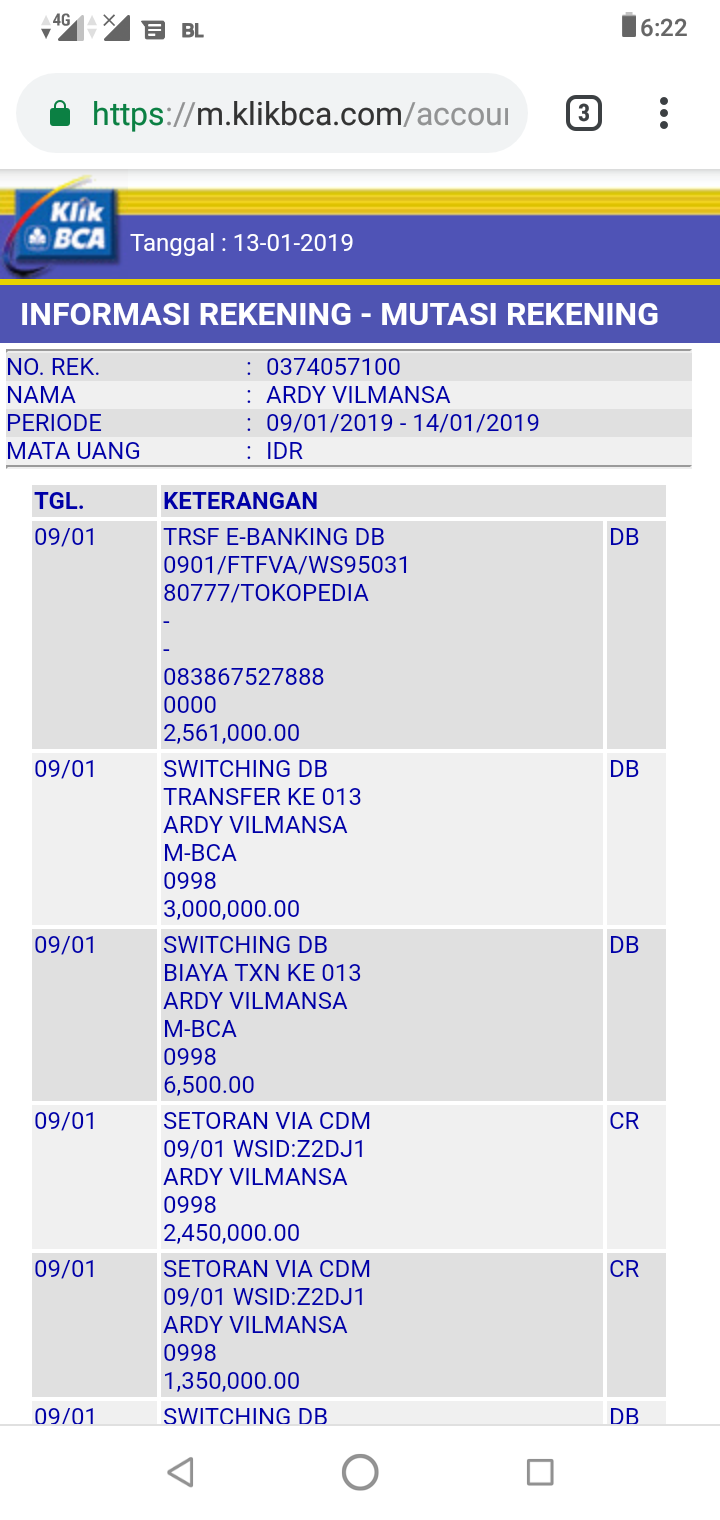 4G BL 6:22
https://m.klikbca.com/accour
3
Klik
BCA
Tanggal : 13-01-2019
INFORMASI REKENING - MUTASI REKENING
NO. REK. : 0374057100
NAMA : ARDY VILMANSA
PERIODE : 09/01/2019 - 14/01/2019
MATA UANG : IDR
TGL. KETERANGAN
09/01 TRSF E-BANKING DB DB
0901/FTFVA/WS95031
80777/TOKOPEDIA
-
-
083867527888
0000
2,561,000.00
09/01 SWITCHING DB DB
TRANSFER KE 013
ARDY VILMANSA
M-BCA
0998
3,000,000.00
09/01 SWITCHING DB DB
BIAYA TXN KE 013
ARDY VILMANSA
M-BCA
0998
6,500.00
09/01 SETORAN VIA CDM CR
09/01 WSID:Z2DJ1
ARDY VILMANSA
0998
2,450,000.00
09/01 SETORAN VIA CDM CR
09/01 WSID:Z2DJ1
ARDY VILMANSA
0998
1,350,000.00
09/01 SWITCHING DB DB